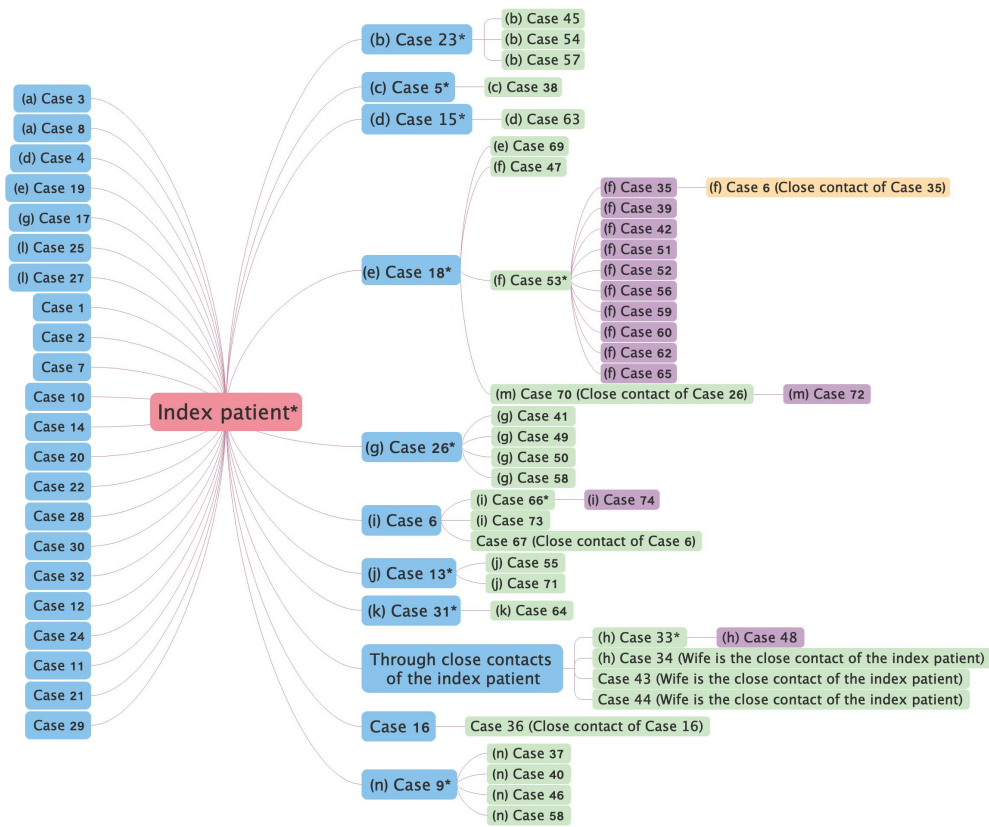 (a) Case 3
(a) Case 8
(d) Case 4
(e) Case 19
(g) Case 17
(l) Case 25
(l) Case 27
Case 1
Case 2
Case 7
Case 10
Case 14
Case 20
Case 22
Case 28
Case 30
Case 32
Case 12
Case 24
Case 11
Case 21
Case 29
Index patient*
(b) Case 23*
(b) Case 45
(b) Case 54
(b) Case 57
(c) Case 5*
(c) Case 38
(d) Case 15*
(d) Case 63
(e) Case 18*
(e) Case 69
(f) Case 47
(f) Case 53*
(f) Case 35
(f) Case 6 (Close contact of Case 35)
(f) Case 39
(f) Case 42
(f) Case 51
(f) Case 52
(f) Case 56
(f) Case 59
(f) Case 60
(f) Case 62
(f) Case 65
(m) Case 70 (Close contact of Case 26)
(m) Case 72
(g) Case 26*
(g) Case 41
(g) Case 49
(g) Case 50
(g) Case 58
(i) Case 6
(i) Case 66*
(i) Case 74
(i) Case 73
Case 67 (Close contact of Case 6)
(j) Case 13*
(j) Case 55
(j) Case 71
(k) Case 31*
(k) Case 64
Through close contacts
of the index patient
(h) Case 33*
(h) Case 48
(h) Case 34 (Wife is the close contact of the index patient)
Case 43 (Wife is the close contact of the index patient)
Case 44 (Wife is the close contact of the index patient)
Case 16
Case 36 (Close contact of Case 16)
(n) Case 9*
(n) Case 37
(n) Case 40
(n) Case 46
(n) Case 58